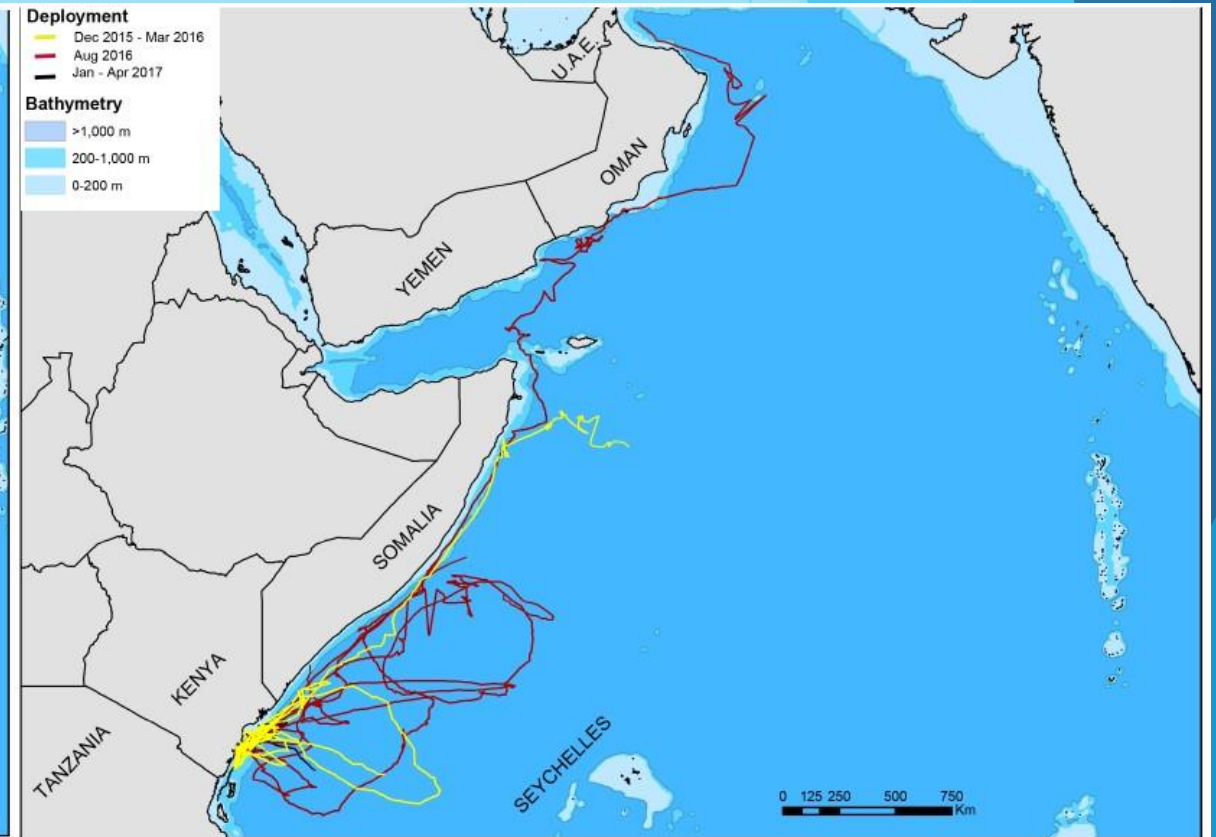 Deployment
Dec 2015 - Mar 2016
Aug 2016
Jan - Apr 2017
Bathymetry
>1,000 m
200-1,000 m
0-200 m
U.A.E.
OMAN
YEMEN
SOMALIA
KENYA
TANZANIA
SEYCHELLES
0 125 250 500 750
Km